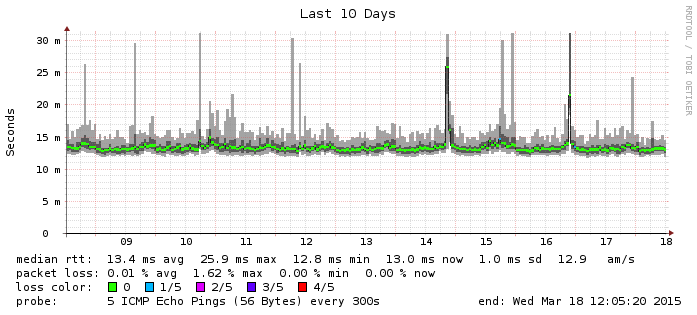 Last 10 Days
RRDTOOL / TOBI OETIKER
Seconds
30 m
25 m
20 m
15 m
10 m
5 m
0
09 10 11 12 13 14 15 16 17 18
median rtt: 13.4 ms avg 25.9 ms max 12.8 ms min 13.0 ms now 1.0 ms sd 12.9 am/s
packet loss: 0.01 % avg 1.62 % max 0.00 % min 0.00 % now
loss color: 0 1/5 2/5 3/5 4/5
probe: 5 ICMP Echo Pings (56 Bytes) every 300s end: Wed Mar 18 12:05:20 2015